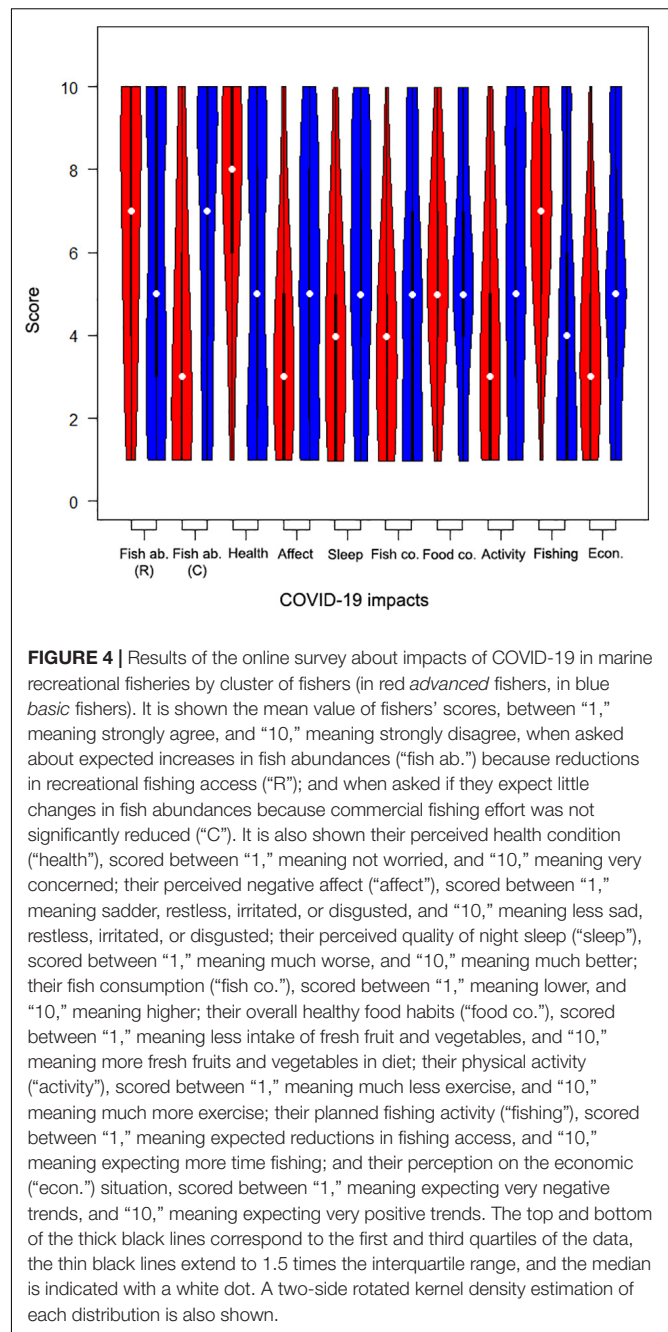 10
8
6
4
2
0
Score
Fish ab. (R)
Fish ab. (C)
Health
Affect
Sleep
Fish co.
Food co.
Activity
Fishing
Econ.
COVID-19 impacts
FIGURE 4 | Results of the online survey about impacts of COVID-19 in marine
recreational fisheries by cluster of fishers (in red advanced fishers, in blue
basic fishers). It is shown the mean value of fishers' scores, between "1,"
meaning strongly agree, and "10," meaning strongly disagree, when asked
about expected increases in fish abundances ("fish ab.") because reductions
in recreational fishing access ("R"); and when asked if they expect little
changes in fish abundances because commercial fishing effort was not
significantly reduced ("C"). It is also shown their perceived health condition
("health"), scored between "1," meaning not worried, and "10," meaning very
concerned; their perceived negative affect ("affect"), scored between "1,"
meaning sadder, restless, irritated, or disgusted, and "10," meaning less sad,
restless, irritated, or disgusted; their perceived quality of night sleep ("sleep"),
scored between "1," meaning much worse, and "10," meaning much better;
their fish consumption ("fish co."), scored between "1," meaning lower, and
"10," meaning higher; their overall healthy food habits ("food co."), scored
between "1," meaning less intake of fresh fruit and vegetables, and "10,"
meaning more fresh fruits and vegetables in diet; their physical activity
("activity"), scored between "1," meaning much less exercise, and "10,"
meaning much more exercise; their planned fishing activity ("fishing"), scored
between "1," meaning expected reductions in fishing access, and "10,"
meaning expecting more time fishing; and their perception on the economic
("econ.") situation, scored between "1," meaning expecting very negative
trends, and "10," meaning expecting very positive trends. The top and bottom
of the thick black lines correspond to the first and third quartiles of the data,
the thin black lines extend to 1.5 times the interquartile range, and the median
is indicated with a white dot. A two-side rotated kernel density estimation of
each distribution is also shown.